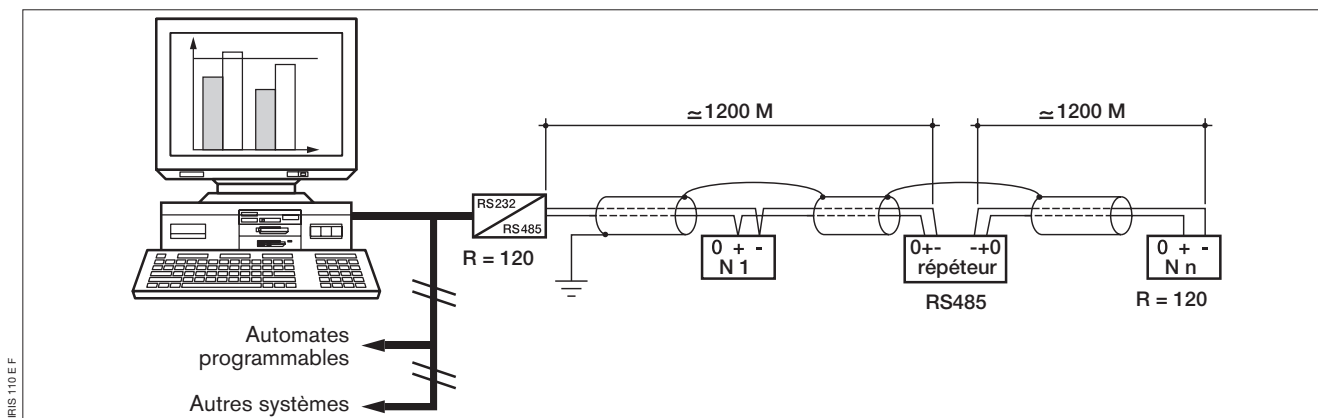 ≃1200 M
≃1200 M
RS232
RS485
R = 120
0 + -
N 1
0+-
-+0
répéteur
RS485
0 + -
N n
R = 120
Automates
programmables
Autres systèmes
IRIS 110 E F